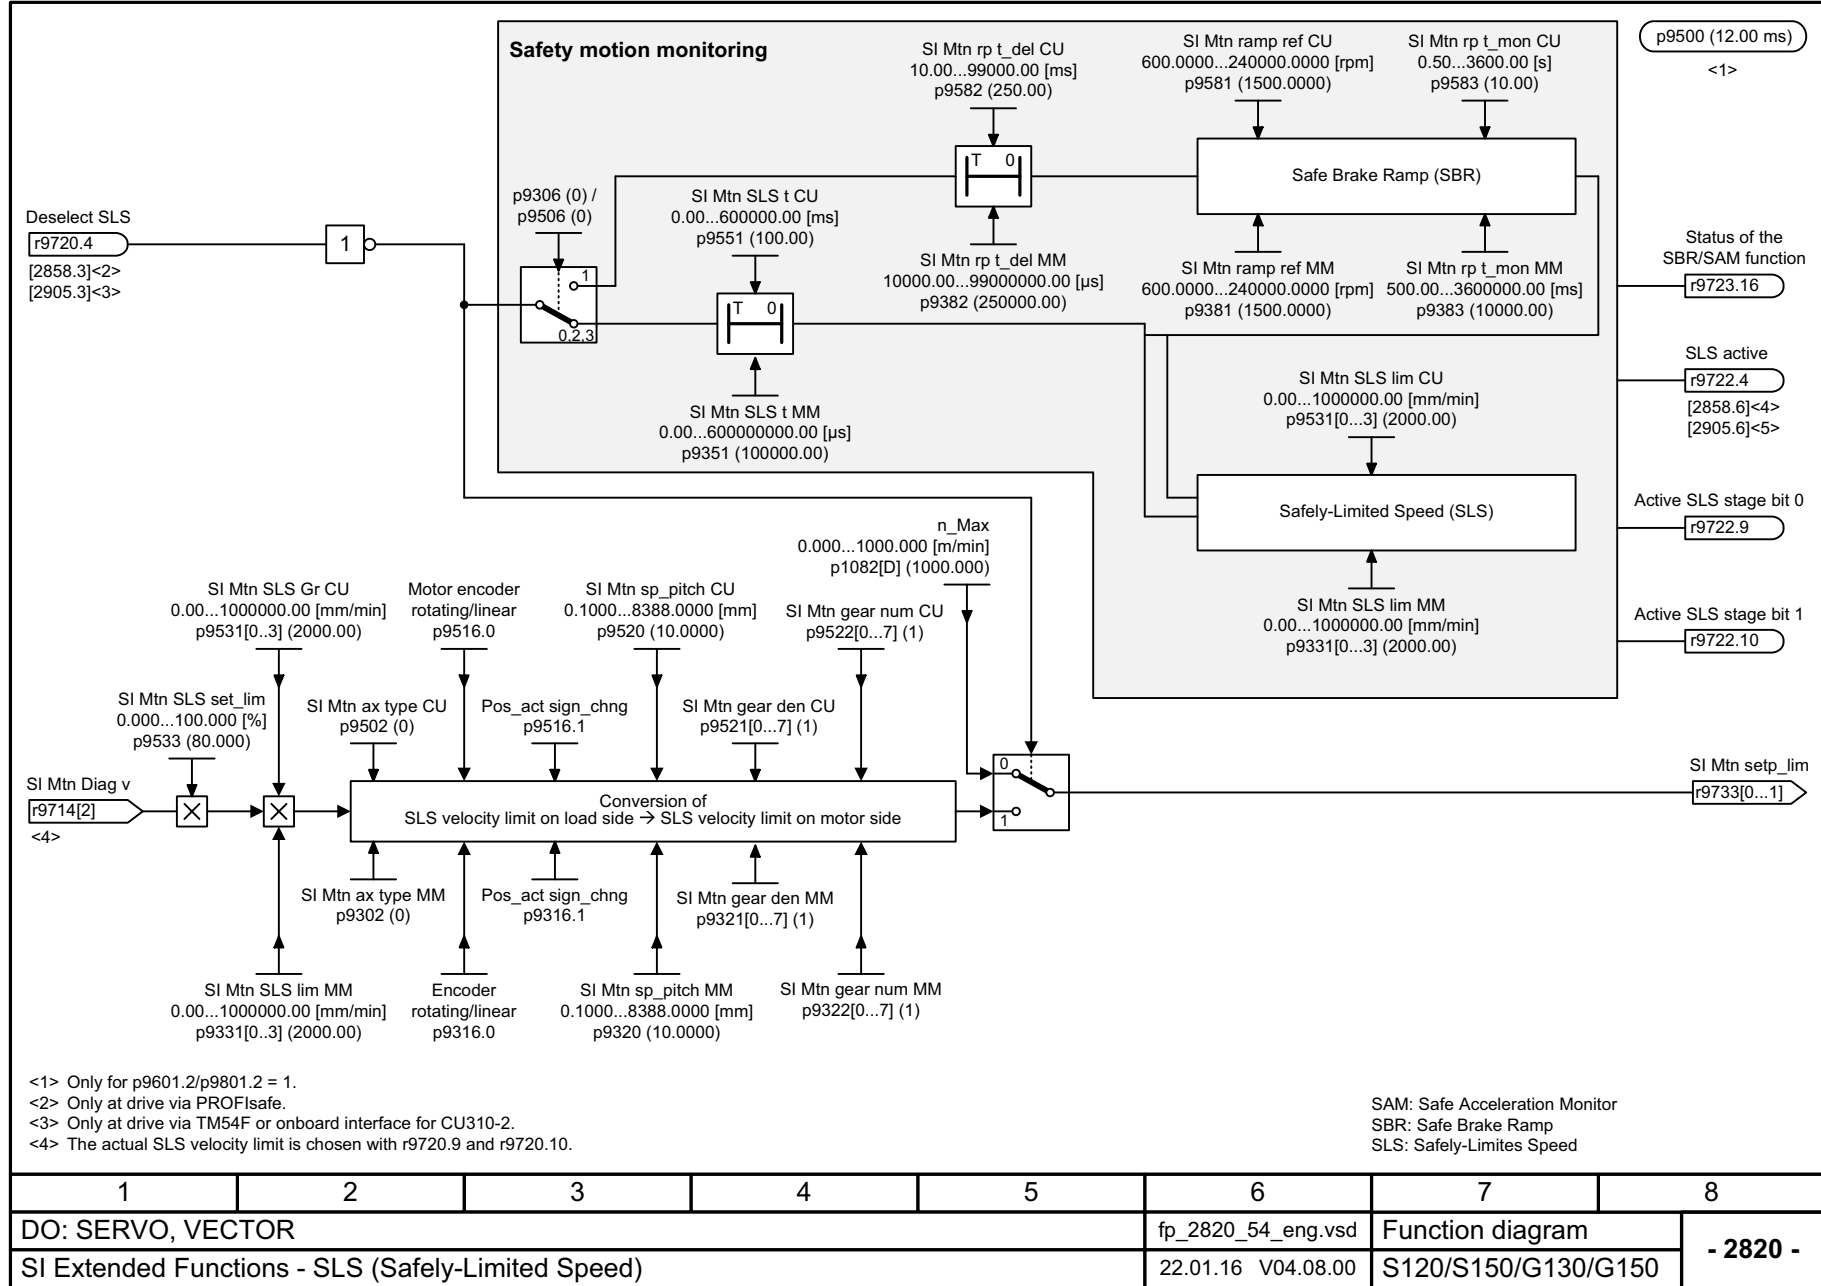 Safety motion monitoring
SI Mtn rp t_del CU
10.00...99000.00 [ms]
p9582 (250.00)
SI Mtn ramp ref CU
600.0000...240000.0000 [rpm]
p9581 (1500.0000)
SI Mtn rp t_mon CU
0.50...3600.00 [s]
p9583 (10.00)
p9500 (12.00 ms)
<1>
T 0
Safe Brake Ramp (SBR)
p9306 (0) /
p9506 (0)
SI Mtn SLS t CU
0.00...600000.00 [ms]
p9551 (100.00)
Deselect SLS
r9720.4
[2858.3]<2>
[2905.3]<3>
1
1
0,2,3
T 0
SI Mtn rp t_del MM
10000.00...99000000.00 [µs]
p9382 (250000.00)
SI Mtn ramp ref MM
600.0000...240000.0000 [rpm]
p9381 (1500.0000)
SI Mtn rp t_mon MM
500.00...3600000.00 [ms]
p9383 (10000.00)
Status of the
SBR/SAM function
r9723.16
SLS active
r9722.4
[2858.6]<4>
[2905.6]<5>
SI Mtn SLS t MM
0.00...600000000.00 [µs]
p9351 (100000.00)
SI Mtn SLS lim CU
0.00...1000000.00 [mm/min]
p9531[0...3] (2000.00)
Safely-Limited Speed (SLS)
Active SLS stage bit 0
r9722.9
SI Mtn SLS lim MM
0.00...1000000.00 [mm/min]
p9331[0...3] (2000.00)
Active SLS stage bit 1
r9722.10
n_Max
0.000...1000.000 [m/min]
p1082[D] (1000.000)
SI Mtn SLS Gr CU
0.00...1000000.00 [mm/min]
p9531[0..3] (2000.00)
Motor encoder
rotating/linear
p9516.0
SI Mtn sp_pitch CU
0.1000...8388.0000 [mm]
p9520 (10.0000)
SI Mtn gear num CU
p9522[0...7] (1)
SI Mtn SLS set_lim
0.000...100.000 [%]
p9533 (80.000)
SI Mtn ax type CU
p9502 (0)
Pos_act sign_chng
p9516.1
SI Mtn gear den CU
p9521[0...7] (1)
SI Mtn Diag v
r9714[2]
<4>
Conversion of
SLS velocity limit on load side → SLS velocity limit on motor side
0
1
SI Mtn setp_lim
r9733[0...1]
SI Mtn ax type MM
p9302 (0)
Pos_act sign_chng
p9316.1
SI Mtn gear den MM
p9321[0...7] (1)
SI Mtn SLS lim MM
0.00...1000000.00 [mm/min]
p9331[0..3] (2000.00)
Encoder
rotating/linear
p9316.0
SI Mtn sp_pitch MM
0.1000...8388.0000 [mm]
p9320 (10.0000)
SI Mtn gear num MM
p9322[0...7] (1)
<1> Only for p9601.2/p9801.2 = 1.
<2> Only at drive via PROFIsafe.
<3> Only at drive via TM54F or onboard interface for CU310-2.
<4> The actual SLS velocity limit is chosen with r9720.9 and r9720.10.
SAM: Safe Acceleration Monitor
SBR: Safe Brake Ramp
SLS: Safely-Limites Speed
1 2 3 4 5 6 7 8
DO: SERVO, VECTOR
fp_2820_54_eng.vsd
Function diagram
- 2820 -
SI Extended Functions - SLS (Safely-Limited Speed)
22.01.16 V04.08.00
S120/S150/G130/G150